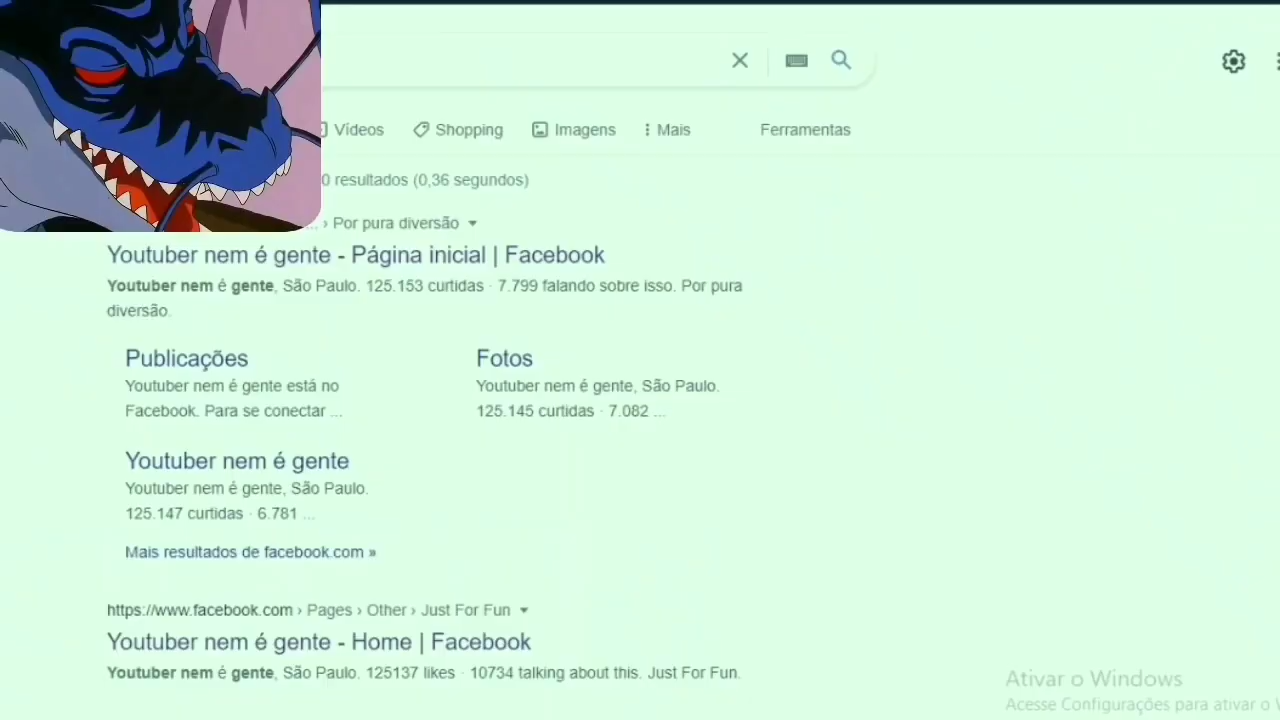 Vídeos Shopping Imagens Mais Ferramentas
0 resultados (0,36 segundos)
... › Por pura diversão
Youtuber nem é gente - Página inicial | Facebook
Youtuber nem é gente, São Paulo. 125.153 curtidas · 7.799 falando sobre isso. Por pura
diversão.
Publicações
Youtuber nem é gente está no
Facebook. Para se conectar ...
Fotos
Youtuber nem é gente, São Paulo.
125.145 curtidas · 7.082 ...
Youtuber nem é gente
Youtuber nem é gente, São Paulo.
125.147 curtidas · 6.781 ...
Mais resultados de facebook.com »
https://www.facebook.com › Pages › Other › Just For Fun
Youtuber nem é gente - Home | Facebook
Youtuber nem é gente, São Paulo. 125137 likes · 10734 talking about this. Just For Fun.
Ativar o Windows
Acesse Configurações para ativar o W